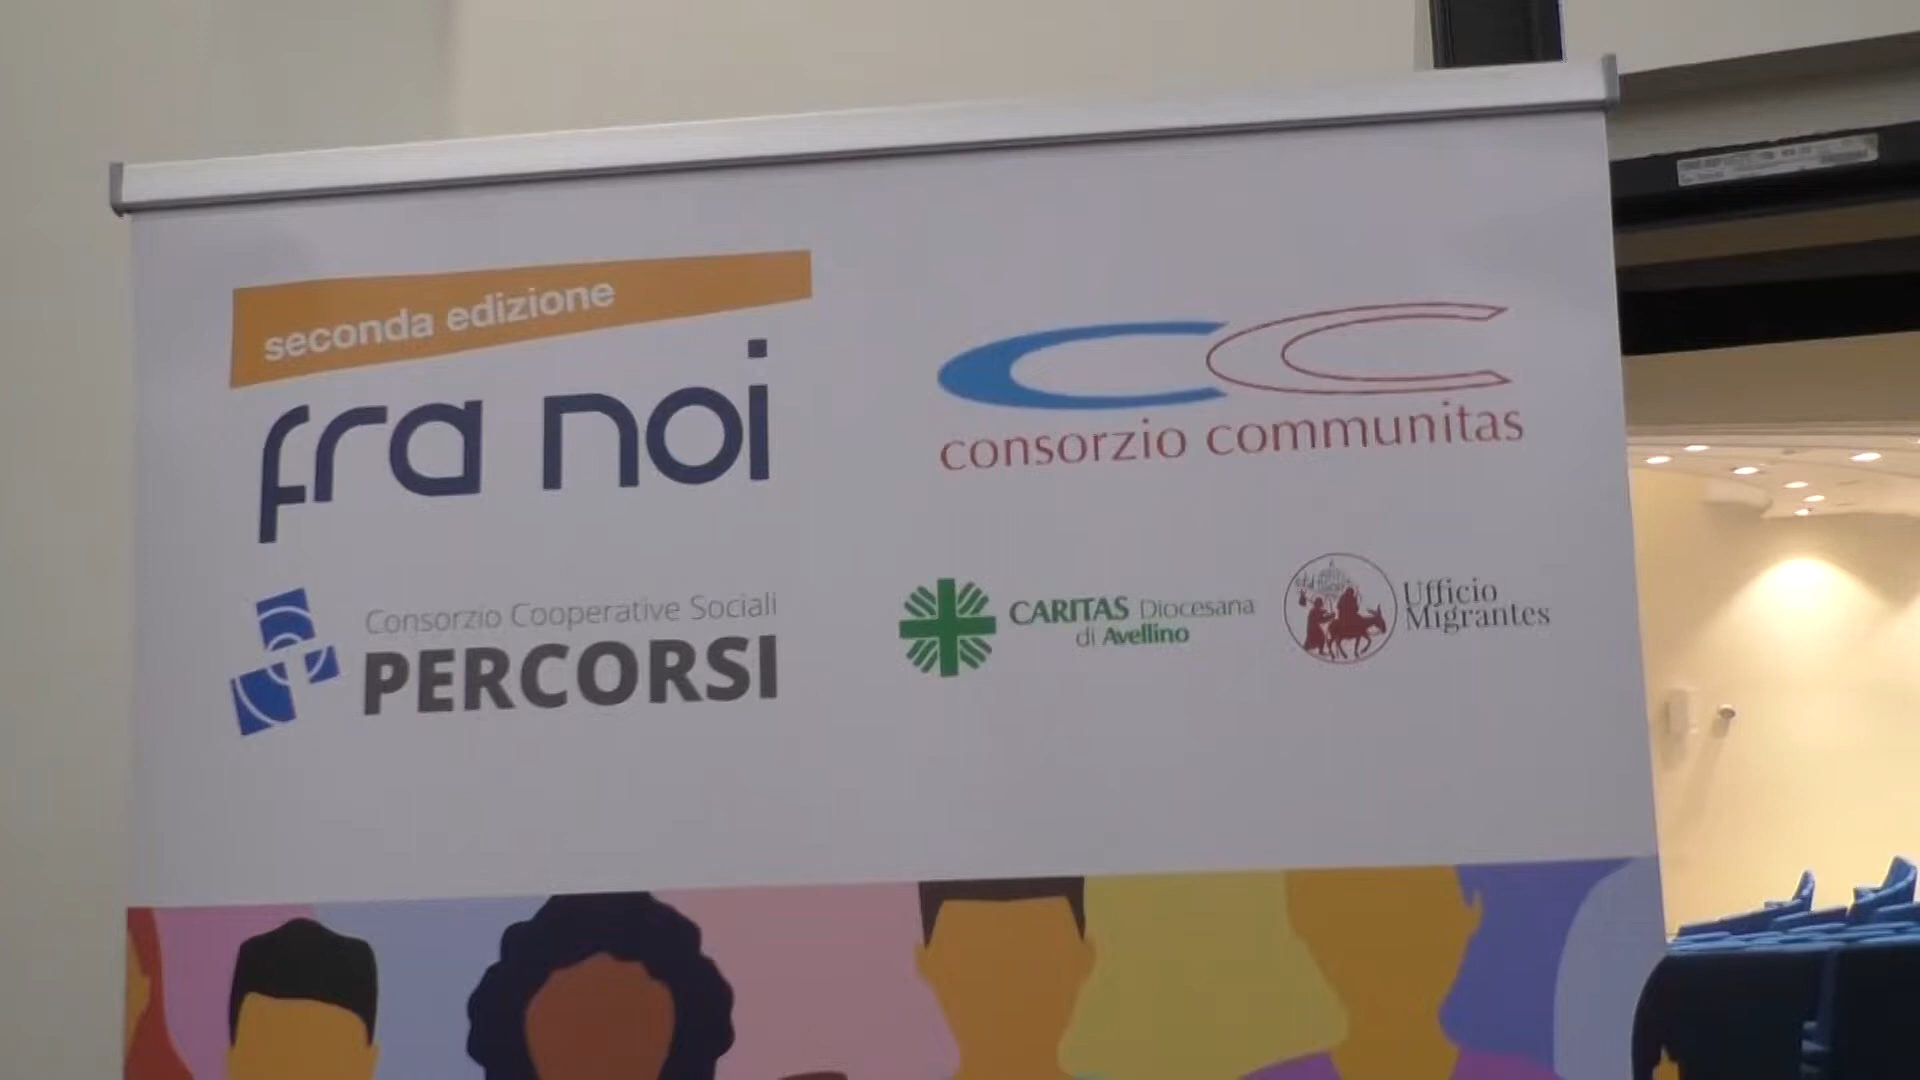 seconda edizione
fra noi
consorzio communitas
Consorzio Cooperative Sociali
PERCORSI
CARITAS Diocesana
di Avellino
Ufficio
Migrantes